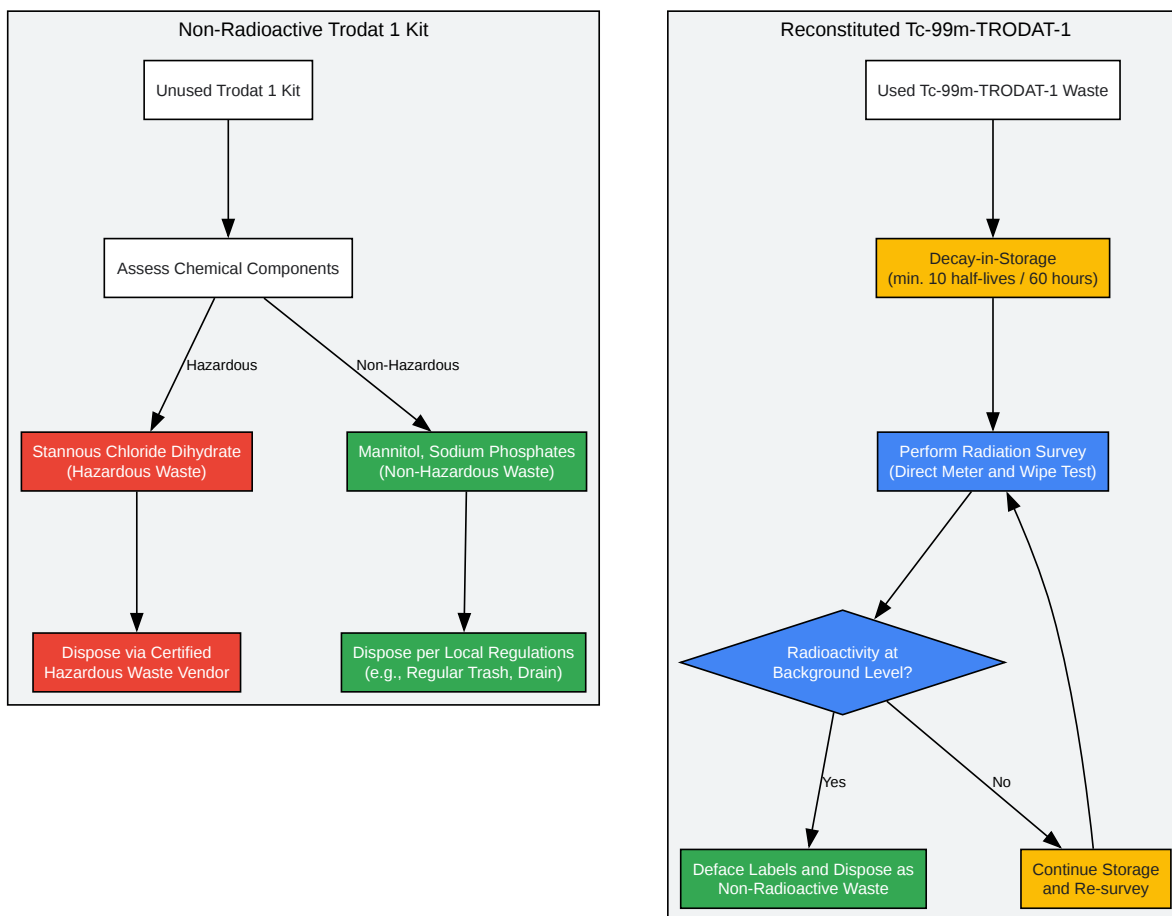 Non-Radioactive Trodat 1 Kit
Unused Trodat 1 Kit
Assess Chemical Components
Hazardous
Non-Hazardous
Stannous Chloride Dihydrate
(Hazardous Waste)
Mannitol, Sodium Phosphates
(Non-Hazardous Waste)
Dispose via Certified
Hazardous Waste Vendor
Dispose per Local Regulations
(e.g., Regular Trash, Drain)
Reconstituted Tc-99m-TRODAT-1
Used Tc-99m-TRODAT-1 Waste
Decay-in-Storage
(min. 10 half-lives / 60 hours)
Perform Radiation Survey
(Direct Meter and Wipe Test)
Radioactivity at
Background Level?
Yes
No
Deface Labels and Dispose as
Non-Radioactive Waste
Continue Storage
and Re-survey